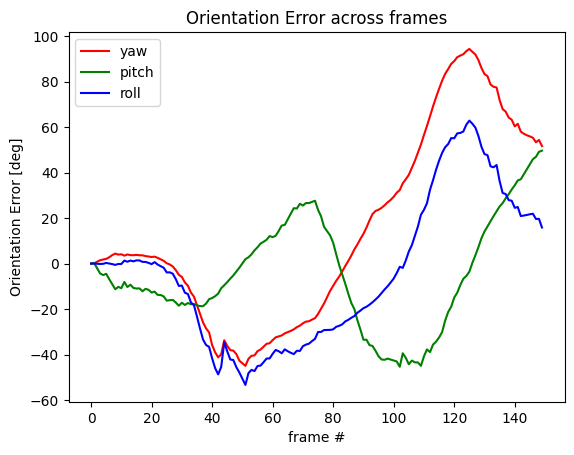 Orientation Error across frames
yaw
pitch
roll
Orientation Error [deg]
100
80
60
40
20
0
−20
−40
−60
0 20 40 60 80 100 120 140
frame #